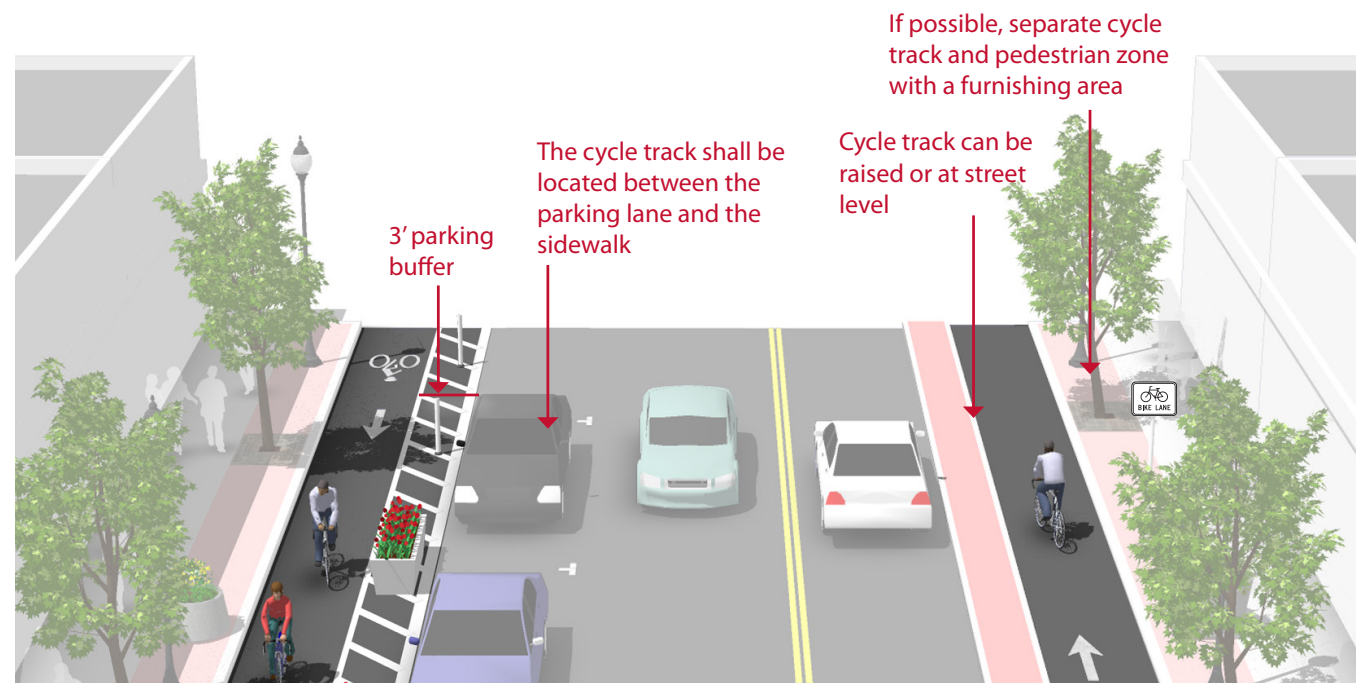 If possible, separate cycle
track and pedestrian zone
with a furnishing area
Cycle track can be
raised or at street
level
The cycle track shall be
located between the
parking lane and the
sidewalk
3’ parking
buffer
BIKE LANE